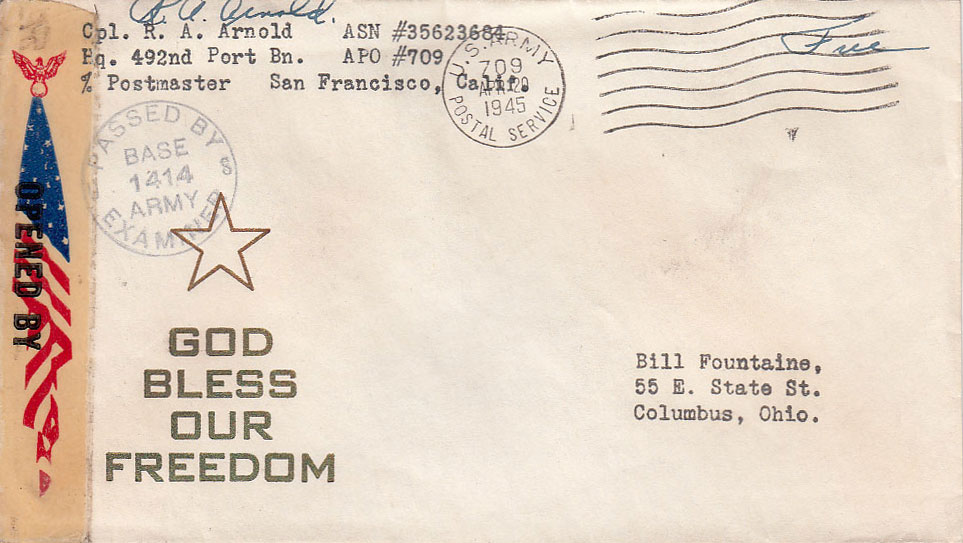 R. A. Arnold.
Cpl. R. A. Arnold ASN #35623684
Hq. 492nd Port Bn. APO #709
% Postmaster San Francisco, Calif.
U.S. ARMY
709
APR 20
1945
POSTAL SERVICE
Free
PASSED BY
BASE
1414
ARMY
EXAMINER
S
OPENED BY
GOD
BLESS
OUR
FREEDOM
Bill Fountaine,
55 E. State St.
Columbus, Ohio.